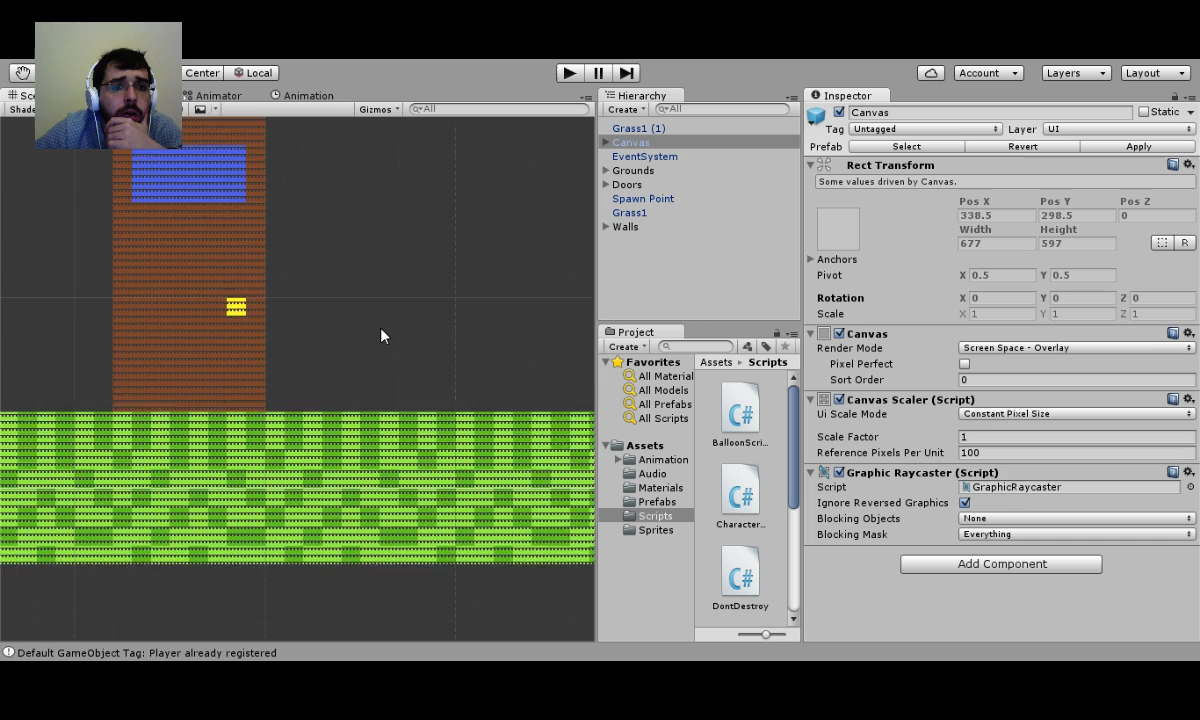 Center Local Account Layers Layout
Sce Animator Animation Hierarchy Inspector
Shade Gizmos All Create All Canvas Static
Tag Untagged Layer UI
Prefab Select Revert Apply
Grass1 (1)
Canvas
EventSystem
Grounds
Doors
Spawn Point
Grass1
Walls
Rect Transform
Some values driven by Canvas.
Pos X Pos Y Pos Z
338.5 298.5 0
Width Height
677 597 R
Anchors
Pivot X 0.5 Y 0.5
Rotation X 0 Y 0 Z 0
Scale X 1 Y 1 Z 1
Canvas
Render Mode Screen Space - Overlay
Pixel Perfect
Sort Order 0
Canvas Scaler (Script)
Ui Scale Mode Constant Pixel Size
Scale Factor 1
Reference Pixels Per Unit 100
Graphic Raycaster (Script)
Script GraphicRaycaster
Ignore Reversed Graphics
Blocking Objects None
Blocking Mask Everything
Add Component
Project
Create
Favorites
All Material
All Models
All Prefabs
All Scripts
Assets
Animation
Audio
Materials
Prefabs
Scripts
Sprites
Assets Scripts
C#
BalloonScri...
C#
Character...
C#
DontDestroy
Default GameObject Tag: Player already registered